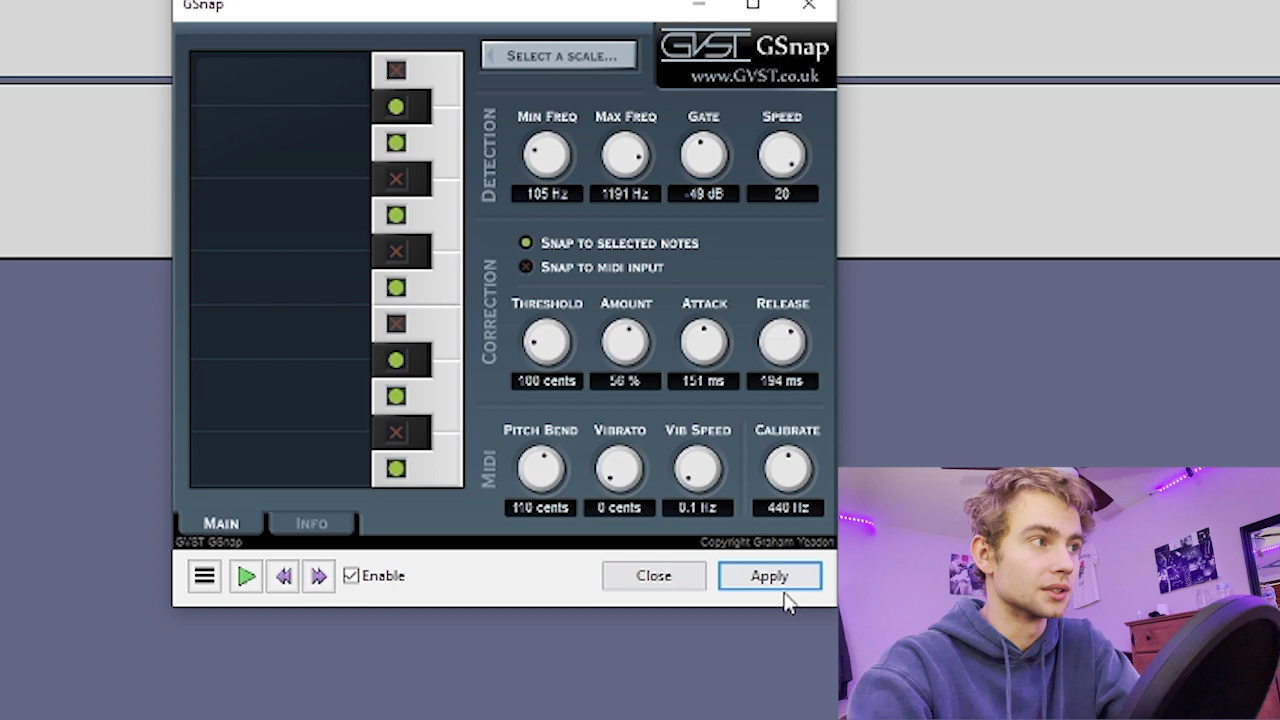 GSnap
SELECT A SCALE...
GVST GSnap
www.GVST.co.uk
DETECTION
MIN FREQ MAX FREQ GATE SPEED
105 Hz 1191 Hz -49 dB 20
CORRECTION
SNAP TO SELECTED NOTES
SNAP TO MIDI INPUT
THRESHOLD AMOUNT ATTACK RELEASE
100 cents 56 % 151 ms 194 ms
MIDI
PITCH BEND VIBRATO VIB SPEED CALIBRATE
110 cents 0 cents 0.1 Hz 440 Hz
MAIN INFO
GVST GSnap Copyright Graham Yeadon
Enable Close Apply